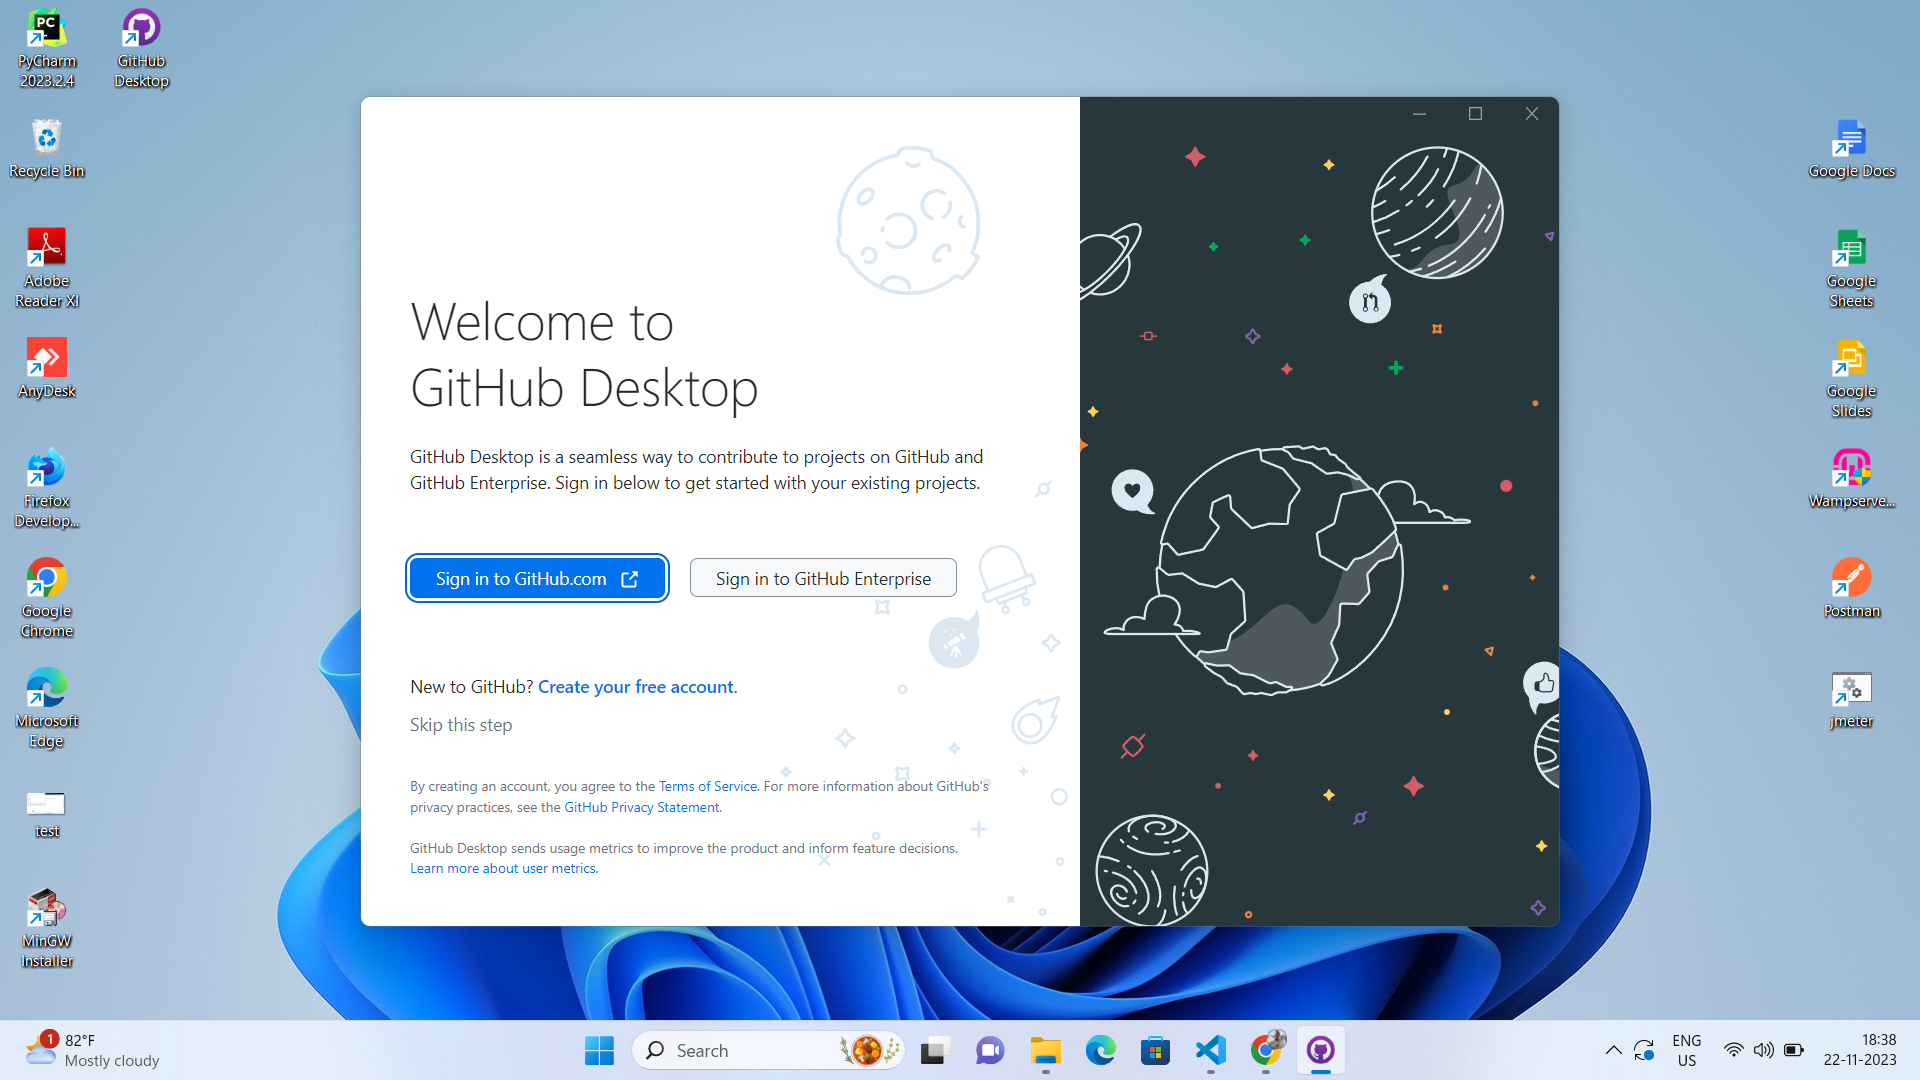 PC
PyCharm
2023.2.4
GitHub
Desktop
Recycle Bin
Adobe
Reader XI
AnyDesk
Firefox
Develop...
Google
Chrome
Microsoft
Edge
test
MinGW
Installer
Welcome to
GitHub Desktop
GitHub Desktop is a seamless way to contribute to projects on GitHub and
GitHub Enterprise. Sign in below to get started with your existing projects.
Sign in to GitHub.com
Sign in to GitHub Enterprise
New to GitHub? Create your free account.
Skip this step
By creating an account, you agree to the Terms of Service. For more information about GitHub's
privacy practices, see the GitHub Privacy Statement.
GitHub Desktop sends usage metrics to improve the product and inform feature decisions.
Learn more about user metrics.
Google Docs
Google
Sheets
Google
Slides
Wampserve...
Postman
jmeter
1
82°F
Mostly cloudy
Search
ENG
US
18:38
22-11-2023